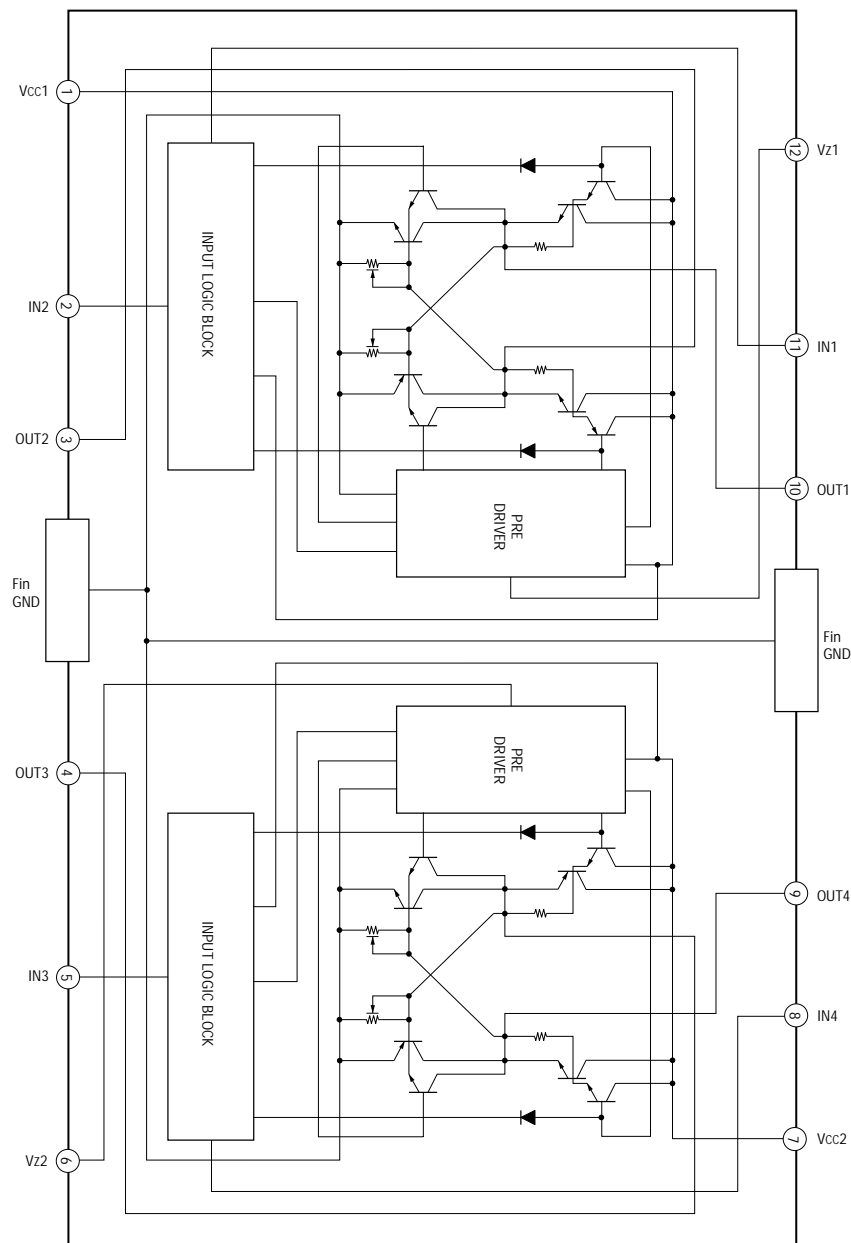 Vcc1
1
12
Vz1
INPUT LOGIC BLOCK
IN2
2
11
IN1
OUT2
3
PRE
DRIVER
10
OUT1
Fin
GND
Fin
GND
PRE
DRIVER
OUT3
4
INPUT LOGIC BLOCK
9
OUT4
IN3
5
8
IN4
7
Vcc2
Vz2
6